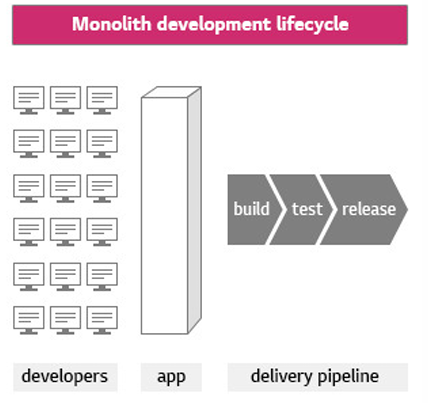 Monolith development lifecycle
build
test
release
developers
app
delivery pipeline